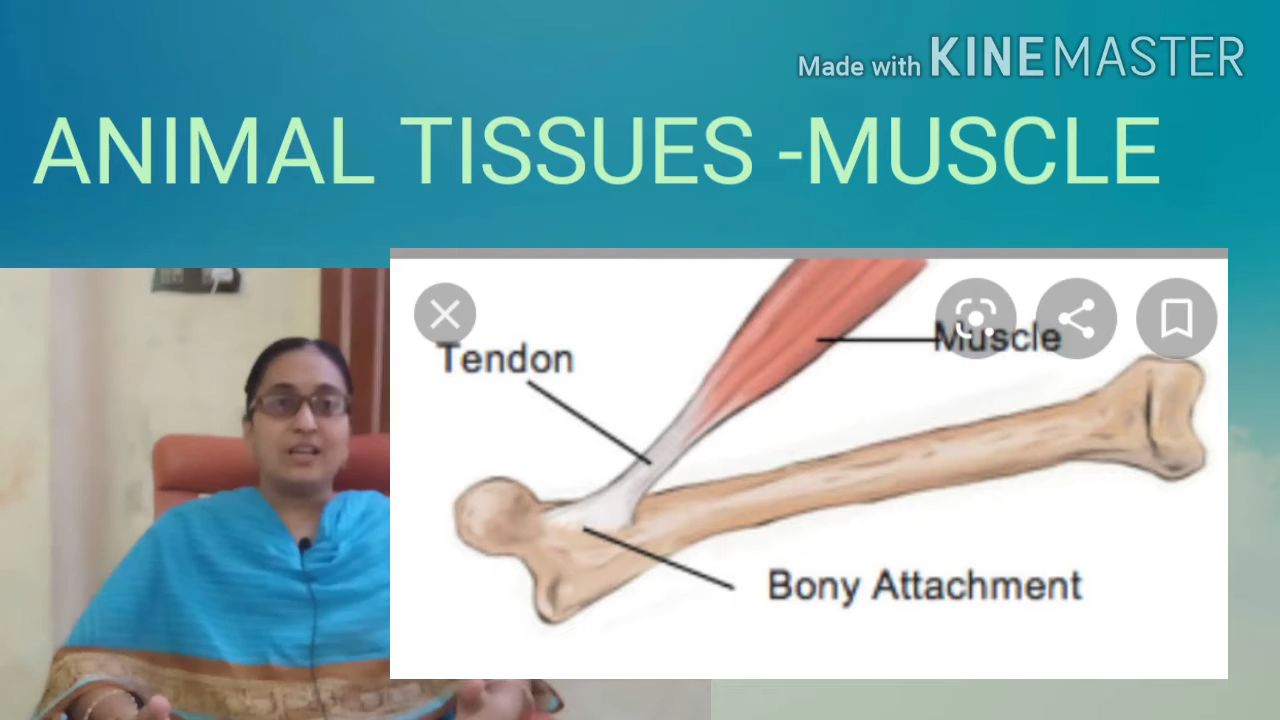 Made with KINEMASTER
ANIMAL TISSUES -MUSCLE
Tendon
Muscle
Bony Attachment